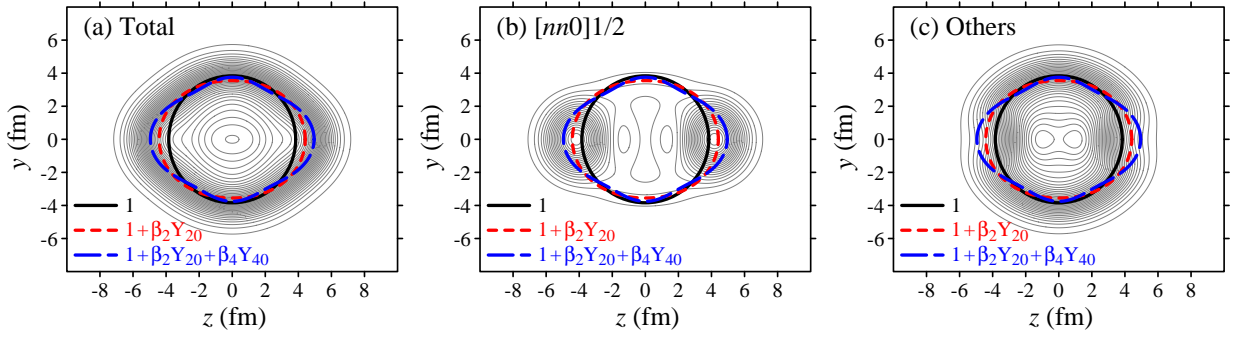 (a) Total
y (fm)
6
4
2
0
-2
-4
-6
1
1+β₂Y₂₀
1+β₂Y₂₀+β₄Y₄₀
-8 -6 -4 -2 0 2 4 6 8
z (fm)
(b) [nn0]1/2
y (fm)
6
4
2
0
-2
-4
-6
1
1+β₂Y₂₀
1+β₂Y₂₀+β₄Y₄₀
-8 -6 -4 -2 0 2 4 6 8
z (fm)
(c) Others
y (fm)
6
4
2
0
-2
-4
-6
1
1+β₂Y₂₀
1+β₂Y₂₀+β₄Y₄₀
-8 -6 -4 -2 0 2 4 6 8
z (fm)